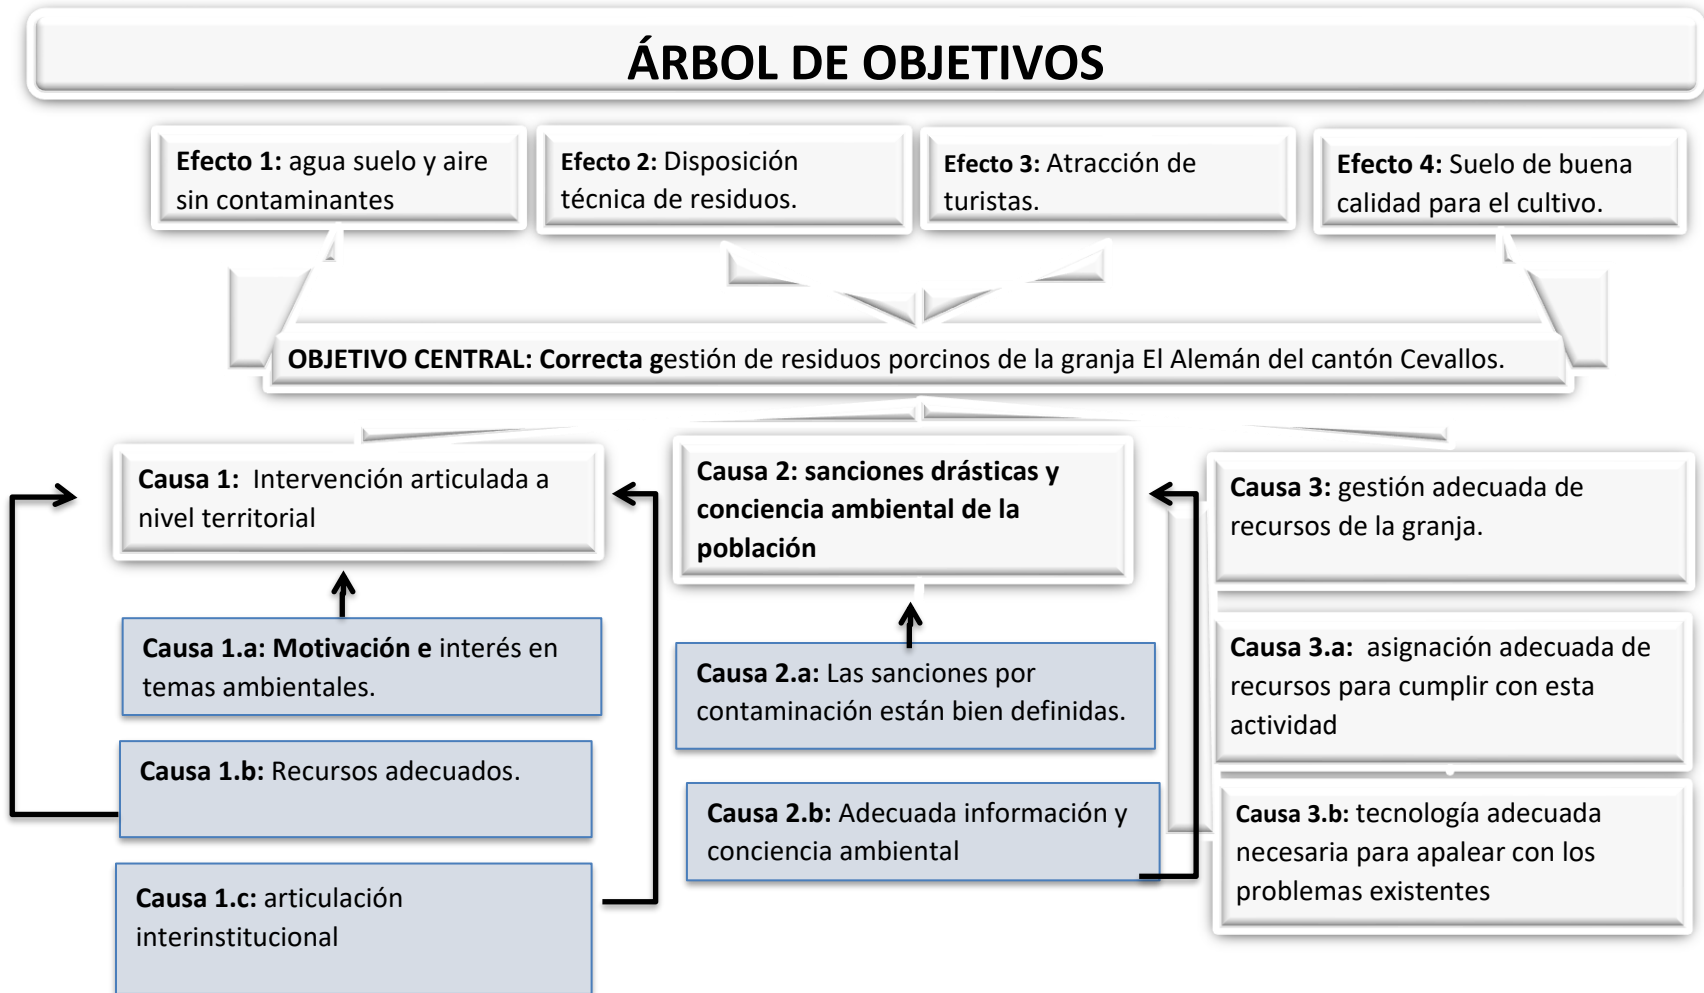 ÁRBOL DE OBJETIVOS
Efecto 1: agua suelo y aire
sin contaminantes
Efecto 2: Disposición
técnica de residuos.
Efecto 3: Atracción de
turistas.
Efecto 4: Suelo de buena
calidad para el cultivo.
OBJETIVO CENTRAL: Correcta gestión de residuos porcinos de la granja El Alemán del cantón Cevallos.
Causa 1: Intervención articulada a
nivel territorial
Causa 1.a: Motivación e interés en
temas ambientales.
Causa 1.b: Recursos adecuados.
Causa 1.c: articulación
interinstitucional
Causa 2: sanciones drásticas y
conciencia ambiental de la
población
Causa 2.a: Las sanciones por
contaminación están bien definidas.
Causa 2.b: Adecuada información y
conciencia ambiental
Causa 3: gestión adecuada de
recursos de la granja.
Causa 3.a: asignación adecuada de
recursos para cumplir con esta
actividad
Causa 3.b: tecnología adecuada
necesaria para apalear con los
problemas existentes